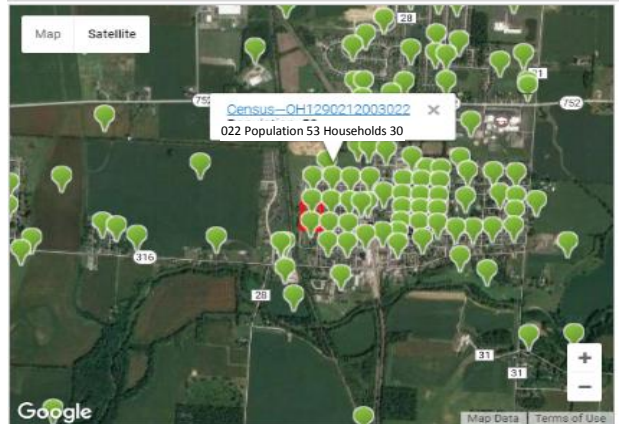 28
Map Satellite
31
752
752
Census—OH1290212003022 ×
022 Population 53 Households 30
316
28
31
31
+
−
Google
Map Data Terms of Use